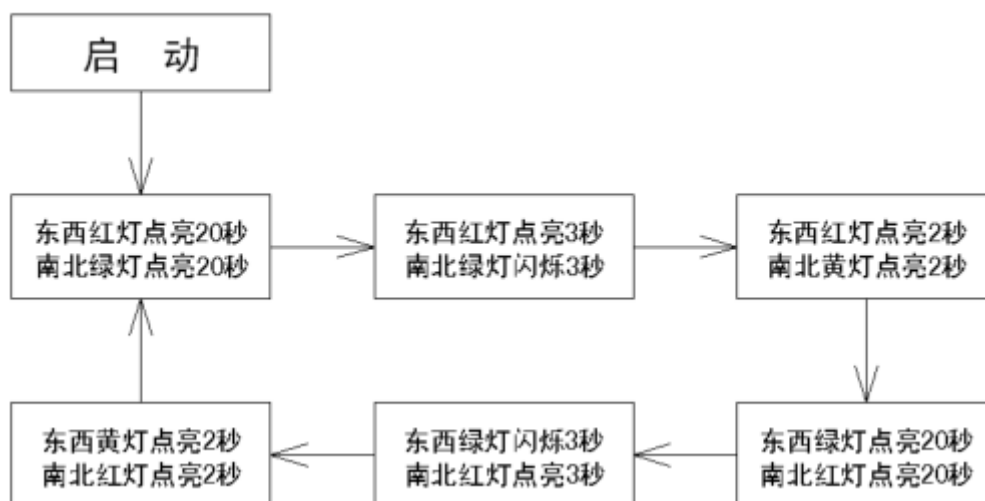 启 动
东西红灯点亮20秒
南北绿灯点亮20秒
东西红灯点亮3秒
南北绿灯闪烁3秒
东西红灯点亮2秒
南北黄灯点亮2秒
东西绿灯点亮20秒
南北红灯点亮20秒
东西绿灯闪烁3秒
南北红灯点亮3秒
东西黄灯点亮2秒
南北红灯点亮2秒